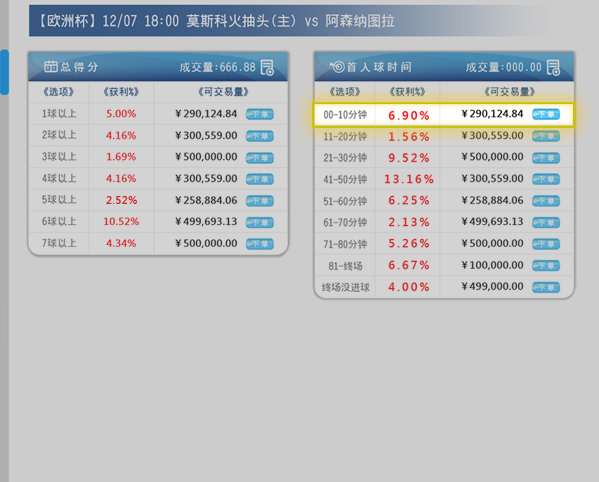 【欧洲杯】12/07 18:00 莫斯科火抽头(主) vs 阿森纳图拉
总得分 成交量:666.88
《选项》 《获利%》 《可交易量》
1球以上 5.00% ¥290,124.84 下单
2球以上 4.16% ¥300,559.00 下单
3球以上 1.69% ¥500,000.00 下单
4球以上 4.16% ¥300,559.00 下单
5球以上 2.52% ¥258,884.06 下单
6球以上 10.52% ¥499,693.13 下单
7球以上 4.34% ¥500,000.00 下单
首入球时间 成交量:000.00
《选项》 《获利%》 《可交易量》
00-10分钟 6.90% ¥290,124.84 下单
11-20分钟 1.56% ¥300,559.00 下单
21-30分钟 9.52% ¥500,000.00 下单
41-50分钟 13.16% ¥300,559.00 下单
51-60分钟 6.25% ¥258,884.06 下单
61-70分钟 2.13% ¥499,693.13 下单
71-80分钟 5.26% ¥500,000.00 下单
81-终场 6.67% ¥100,000.00 下单
终场没进球 4.00% ¥499,000.00 下单